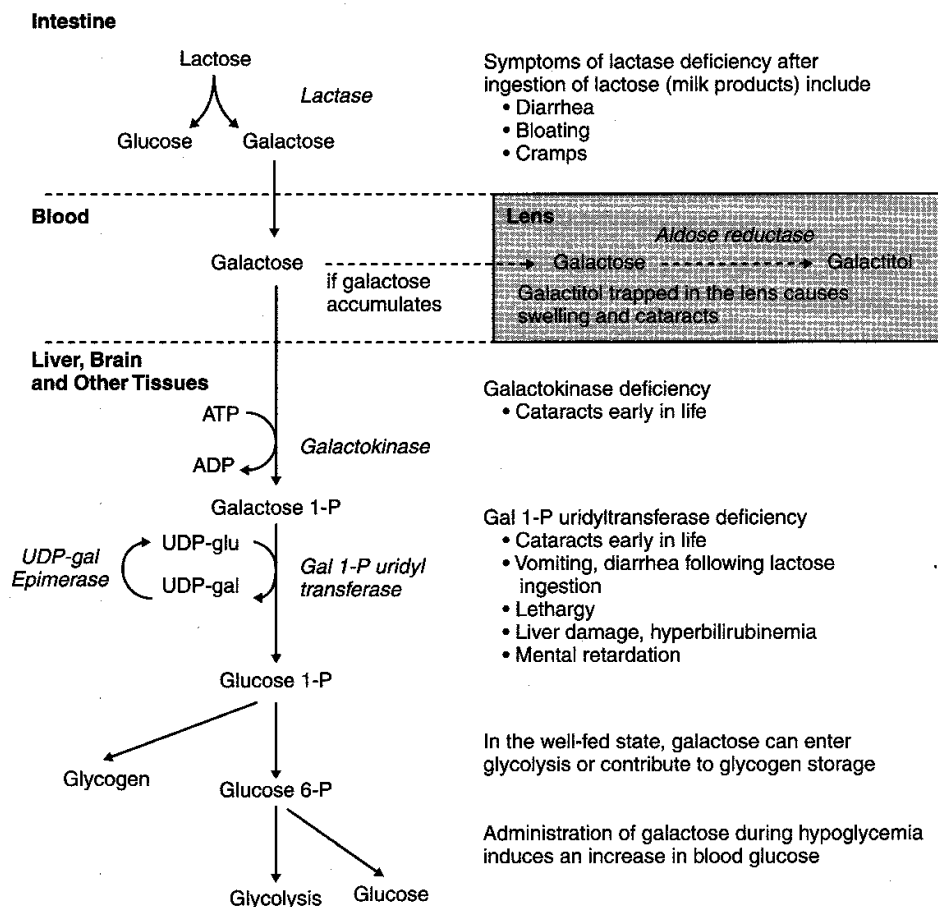 Intestine
Lactose
Lactase
Glucose Galactose
Symptoms of lactase deficiency after
ingestion of lactose (milk products) include
• Diarrhea
• Bloating
• Cramps
Blood
Galactose
if galactose
accumulates
Lens
Aldose reductase
Galactose Galactitol
Galactitol trapped in the lens causes
swelling and cataracts
Liver, Brain
and Other Tissues
ATP
ADP
Galactokinase
Galactokinase deficiency
• Cataracts early in life
Galactose 1-P
UDP-gal
Epimerase
UDP-glu
UDP-gal
Gal 1-P uridyl
transferase
Gal 1-P uridyltransferase deficiency
• Cataracts early in life
• Vomiting, diarrhea following lactose
ingestion
• Lethargy
• Liver damage, hyperbilirubinemia
• Mental retardation
Glucose 1-P
Glycogen
Glucose 6-P
In the well-fed state, galactose can enter
glycolysis or contribute to glycogen storage
Administration of galactose during hypoglycemia
induces an increase in blood glucose
Glycolysis Glucose